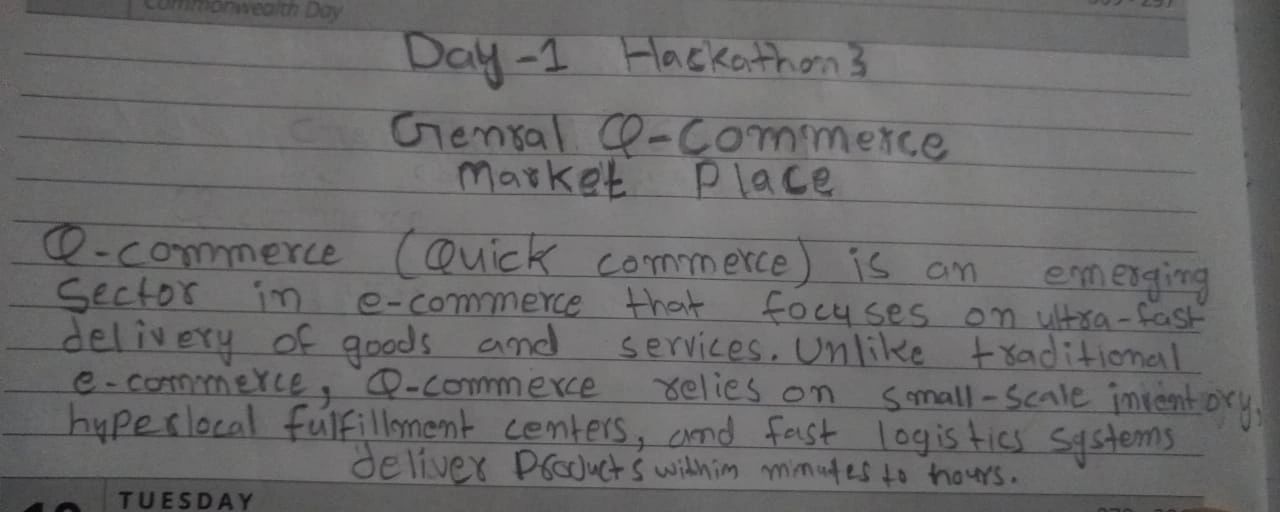 Commonwealth Day
Day-1 Hackathon 3
Genral Q-Commerce
Market Place
Q-commerce (Quick commerce) is an emerging
Sector in e-commerce that focuses on ultra-fast
delivery of goods and services. Unlike traditional
e-commerce, Q-commerce relies on small-scale inventory,
hyperlocal fulfillment centers, and fast logistics systems
deliver Products within minutes to hours.
TUESDAY